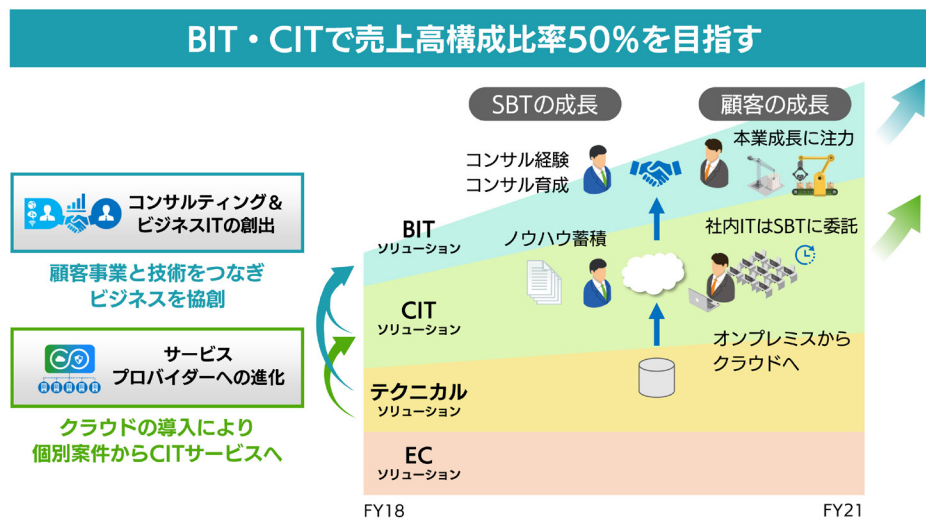 BIT・CITで売上高構成比率50%を目指す
SBTの成長
顧客の成長
本業成長に注力
コンサル経験
コンサル育成
コンサルティング&
ビジネスITの創出
顧客事業と技術をつなぎ
ビジネスを協創
BIT
ソリューション
ノウハウ蓄積
社内ITはSBTに委託
CIT
ソリューション
サービス
プロバイダーへの進化
クラウドの導入により
個別案件からCITサービスへ
オンプレミスから
クラウドへ
テクニカル
ソリューション
EC
ソリューション
FY18
FY21